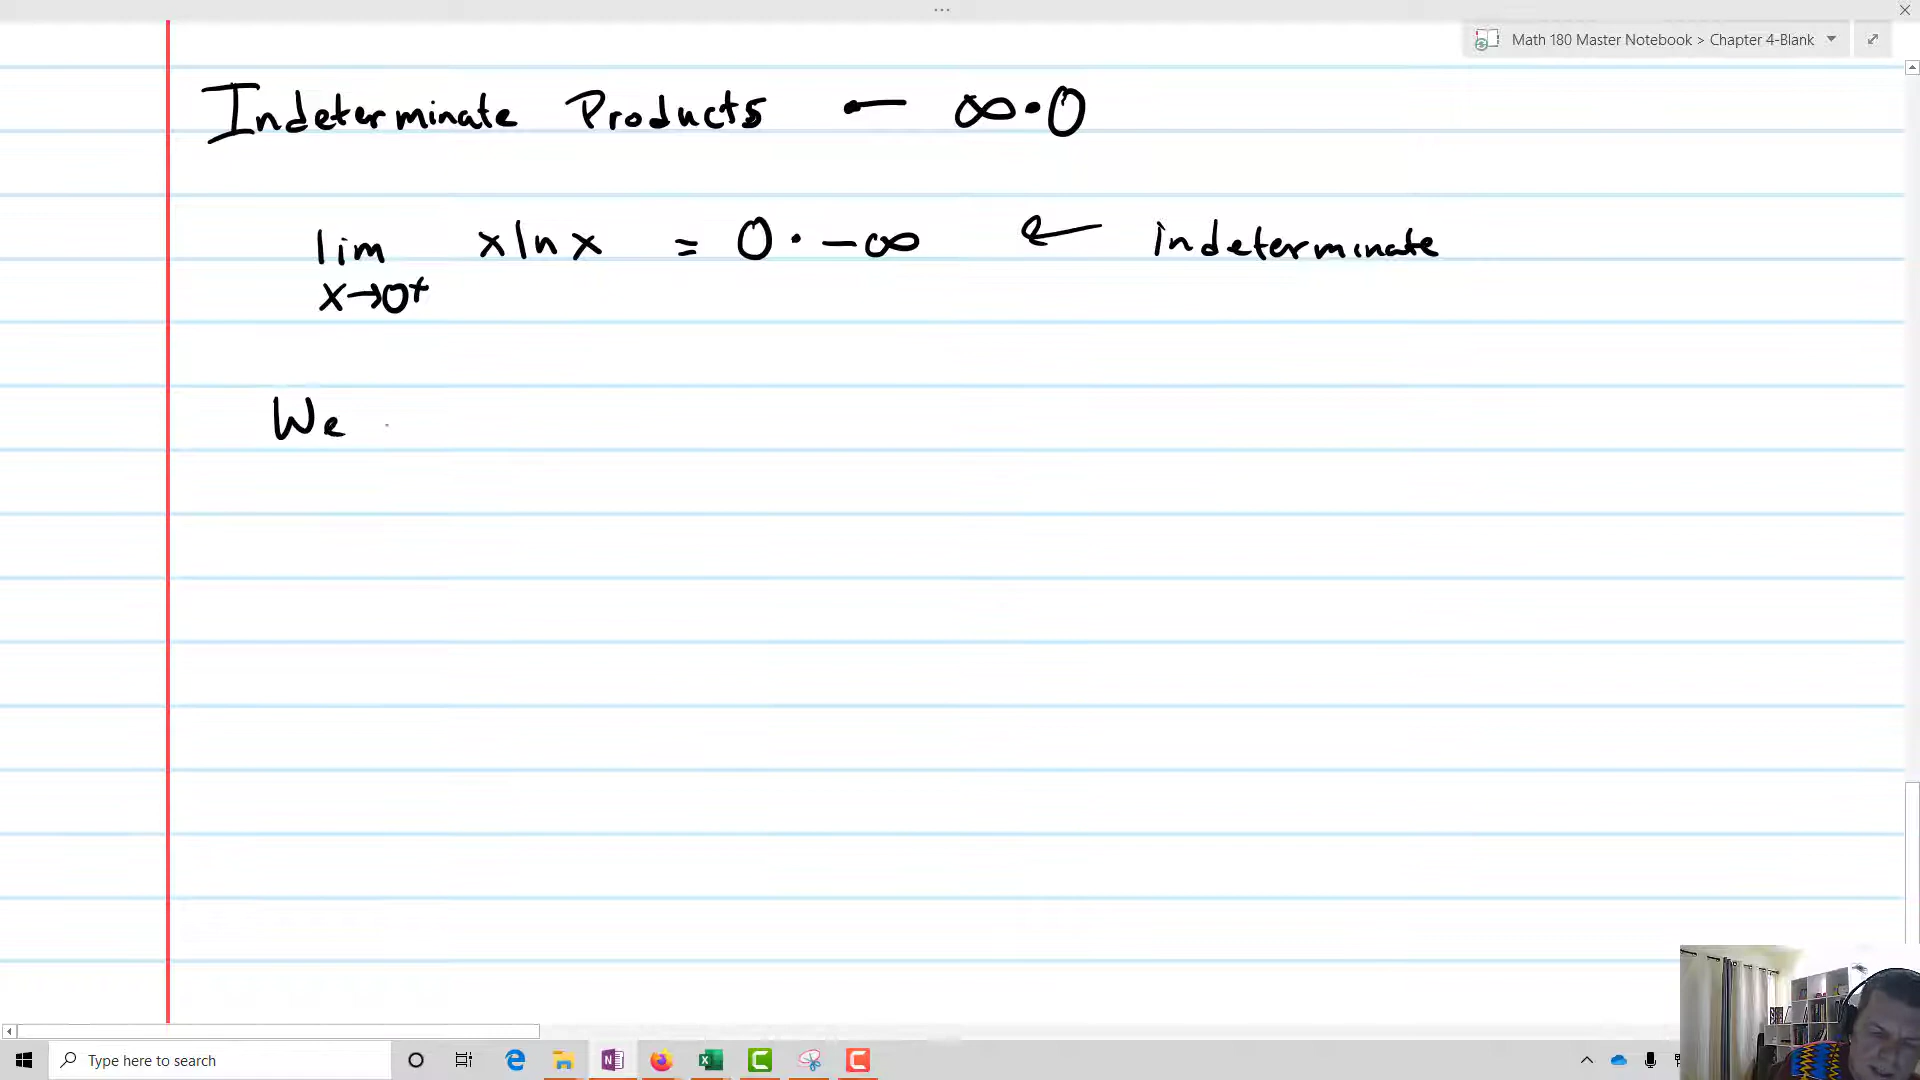 Math 180 Master Notebook > Chapter 4-Blank
Indeterminate Products — ∞·0
lim x ln x = 0 · -∞ ← indeterminate
x→0⁺
We
Type here to search